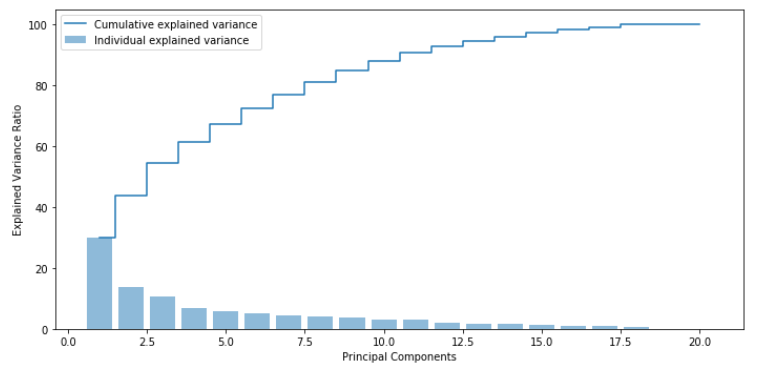 Cumulative explained variance
Individual explained variance
100
80
60
40
20
0
Explained Variance Ratio
0.0 2.5 5.0 7.5 10.0 12.5 15.0 17.5 20.0
Principal Components